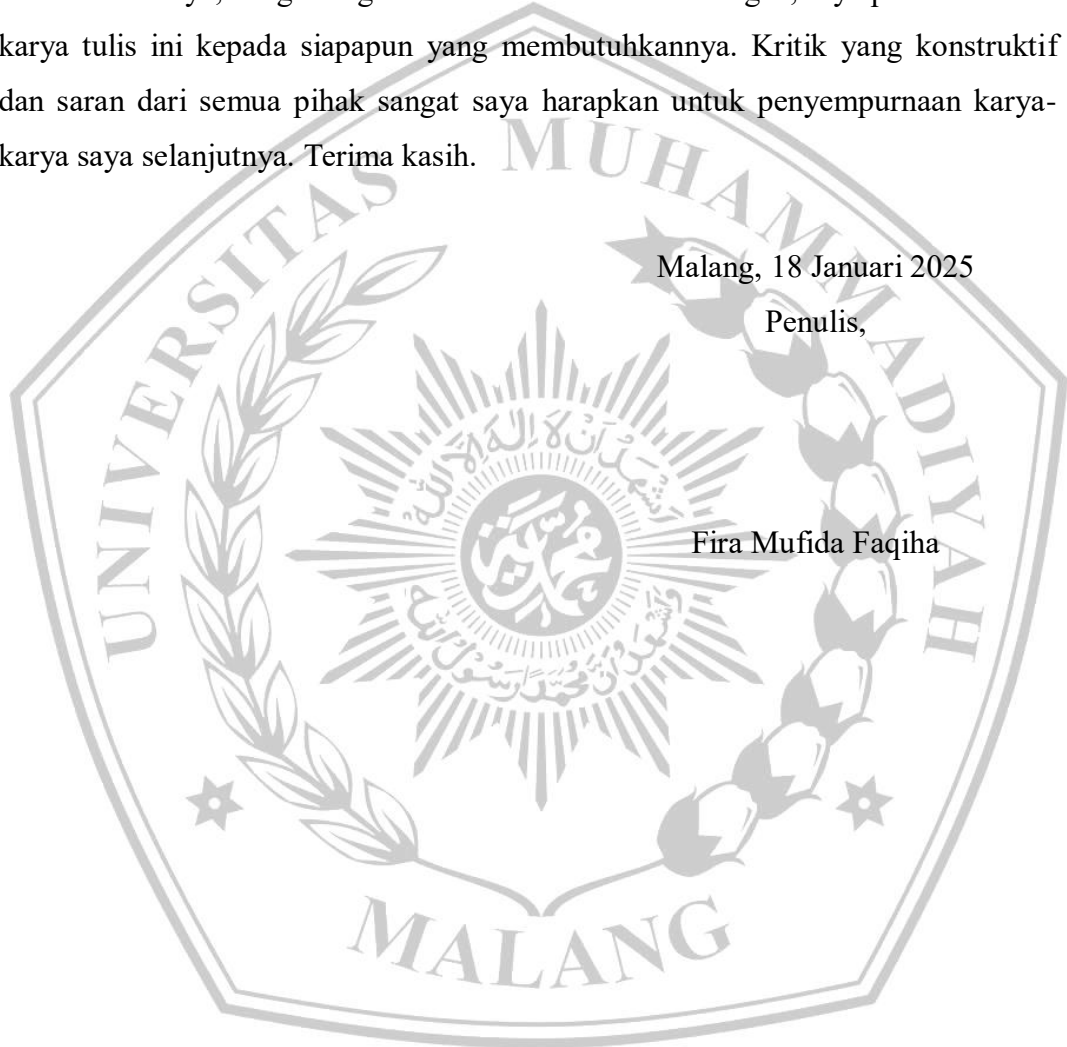 karya tulis ini kepada siapapun yang membutuhkannya. Kritik yang konstruktif
dan saran dari semua pihak sangat saya harapkan untuk penyempurnaan karya-
karya saya selanjutnya. Terima kasih.
Malang, 18 Januari 2025
Penulis,
Fira Mufida Faqiha
UNIVERSITAS MUHAMMADIYAH
MALANG